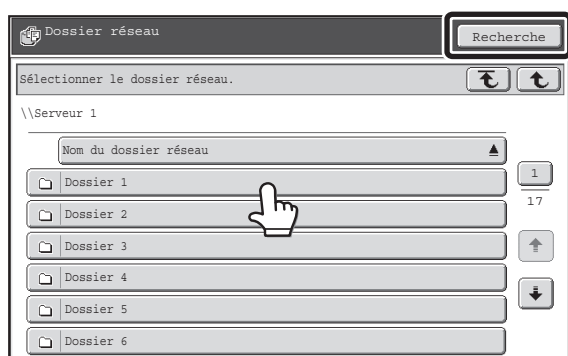 Dossier réseau
Recherche
Sélectionner le dossier réseau.
\\Serveur 1
Nom du dossier réseau
Dossier 1
Dossier 2
Dossier 3
Dossier 4
Dossier 5
Dossier 6
1
17